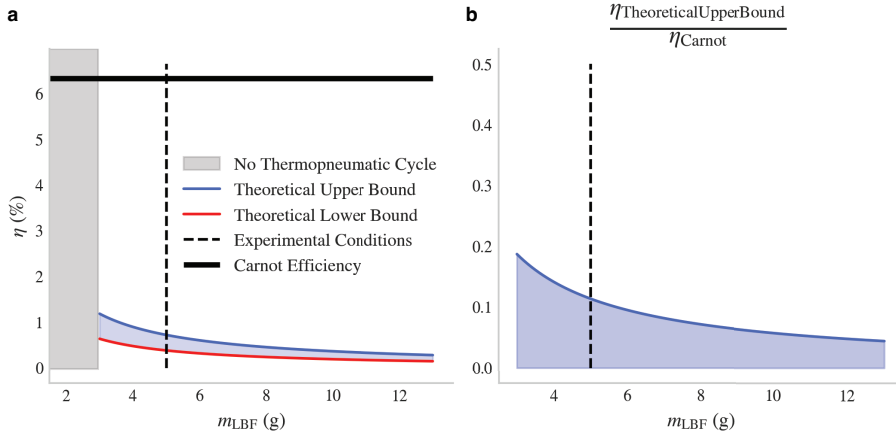 a
η (%)
6
5
4
3
2
1
0
No Thermopneumatic Cycle
Theoretical Upper Bound
Theoretical Lower Bound
Experimental Conditions
Carnot Efficiency
2 4 6 8 10 12
m_LBF (g)
b
η_TheoreticalUpperBound
η_Carnot
0.5
0.4
0.3
0.2
0.1
0.0
4 6 8 10 12
m_LBF (g)